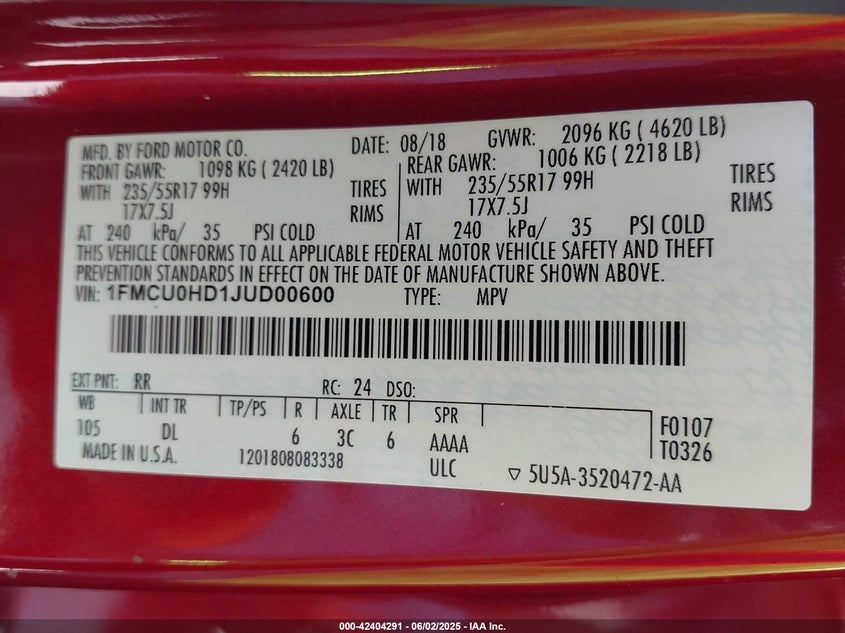 MFD. BY FORD MOTOR CO. DATE: 08/18 GVWR: 2096 KG ( 4620 LB)
FRONT GAWR: 1098 KG ( 2420 LB) REAR GAWR: 1006 KG ( 2218 LB)
WITH 235/55R17 99H TIRES WITH 235/55R17 99H TIRES
17X7.5J RIMS 17X7.5J RIMS
AT 240 kPa/ 35 PSI COLD AT 240 kPa/ 35 PSI COLD
THIS VEHICLE CONFORMS TO ALL APPLICABLE FEDERAL MOTOR VEHICLE SAFETY AND THEFT
PREVENTION STANDARDS IN EFFECT ON THE DATE OF MANUFACTURE SHOWN ABOVE.
VIN: 1FMCU0HD1JUD00600 TYPE: MPV
EXT PNT: RR RC: 24 DSO:
WB INT TR TP/PS R AXLE TR SPR F0107
105 DL 6 3C 6 AAAA T0326
MADE IN U.S.A. 1201808083338 ULC ▽ 5U5A-3520472-AA
000-42404291 - 06/02/2025 - IAA Inc.